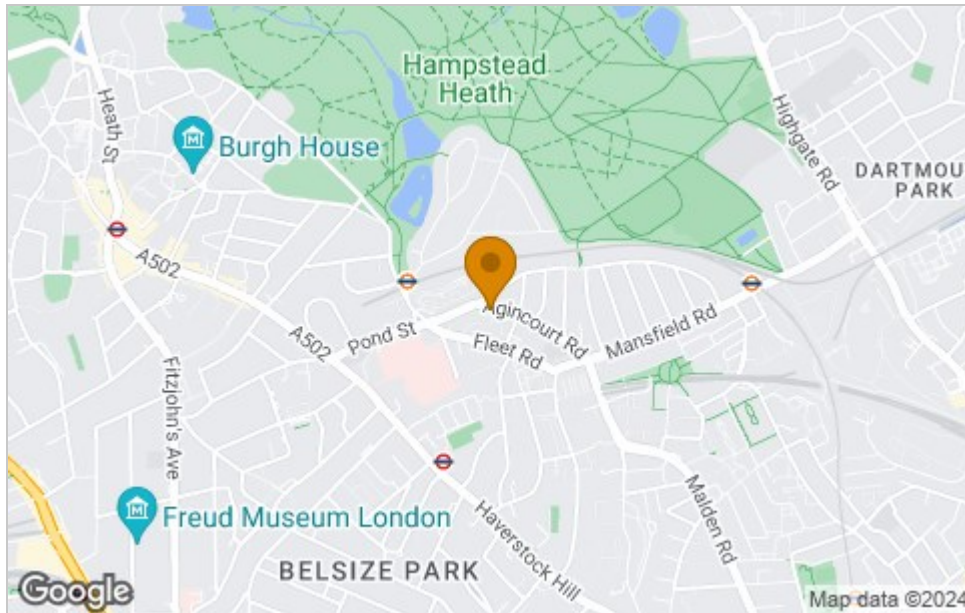 Hampstead
Heath
Heath St
Burgh House
Highgate Rd
DARTMOU
PARK
A502
A502
Pond St
Agincourt Rd
Fleet Rd
Mansfield Rd
Fitzjohn's Ave
Malden Rd
Freud Museum London
Haverstock Hill
BELSIZE PARK
Google
Map data ©2024